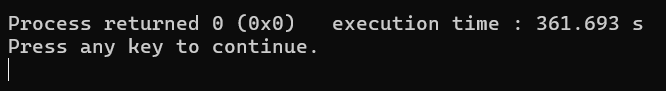 Process returned 0 (0x0)   execution time : 361.693 s
Press any key to continue.